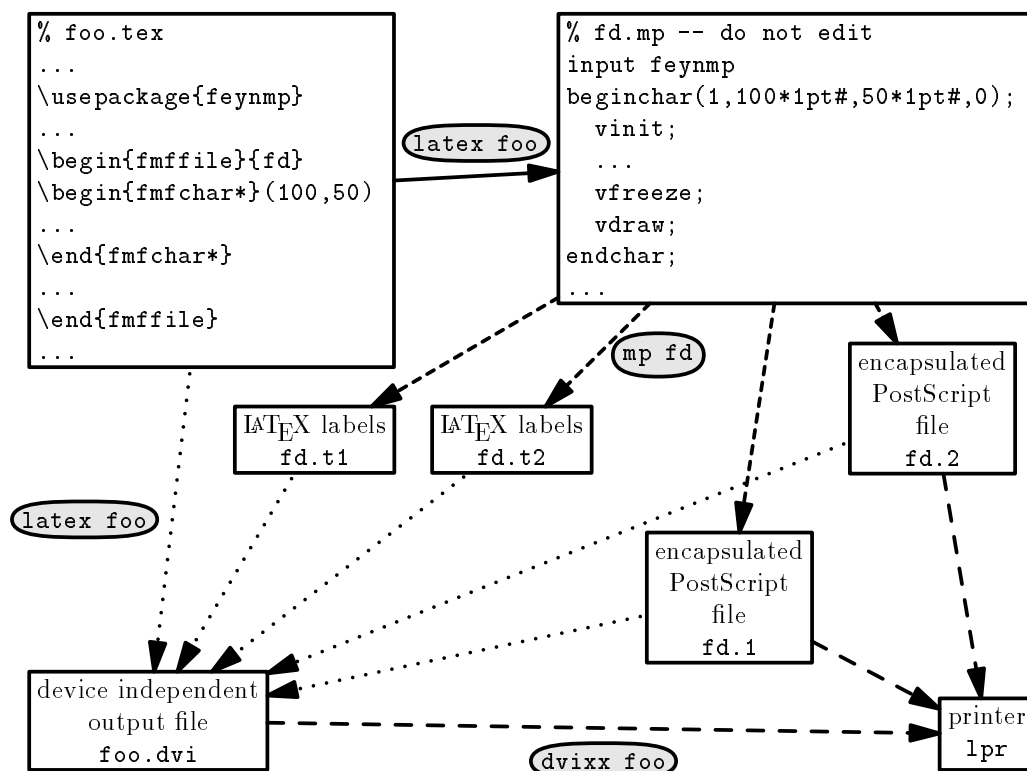 % foo.tex
...
\usepackage{feynmp}
...
\begin{fmffile}{fd}
\begin{fmfchar*}(100,50)
...
\end{fmfchar*}
...
\end{fmffile}
...
latex foo
% fd.mp -- do not edit
input feynmp
beginchar(1,100*1pt#,50*1pt#,0);
  vinit;
  ...
  vfreeze;
  vdraw;
endchar;
...
mp fd
LATEX labels
fd.t1
LATEX labels
fd.t2
encapsulated
PostScript
file
fd.2
latex foo
encapsulated
PostScript
file
fd.1
device independent
output file
foo.dvi
dvixx foo
printer
lpr